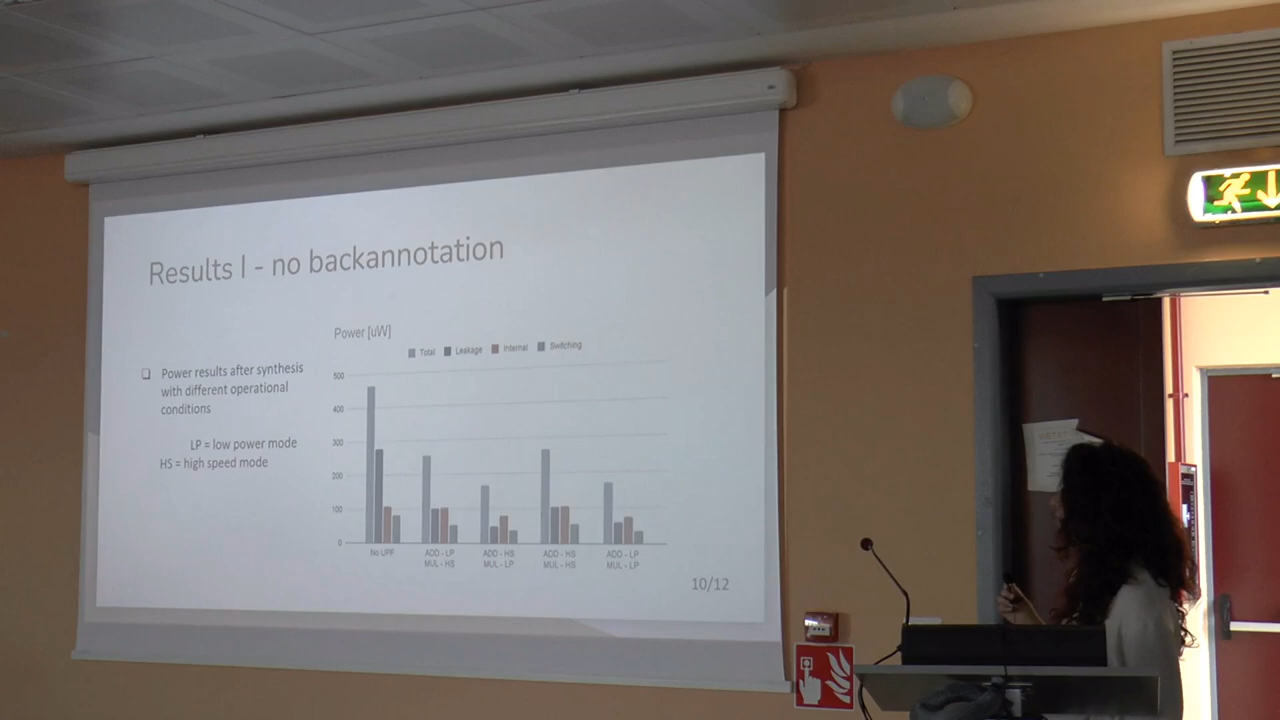 Results I - no backannotation
Power [uW]
Total Leakage Internal Switching
❑ Power results after synthesis
with different operational
conditions
LP = low power mode
HS = high speed mode
500
400
300
200
100
0
No UPF
ADD - LP
MUL - HS
ADD - HS
MUL - LP
ADD - HS
MUL - HS
ADD - LP
MUL - LP
10/12